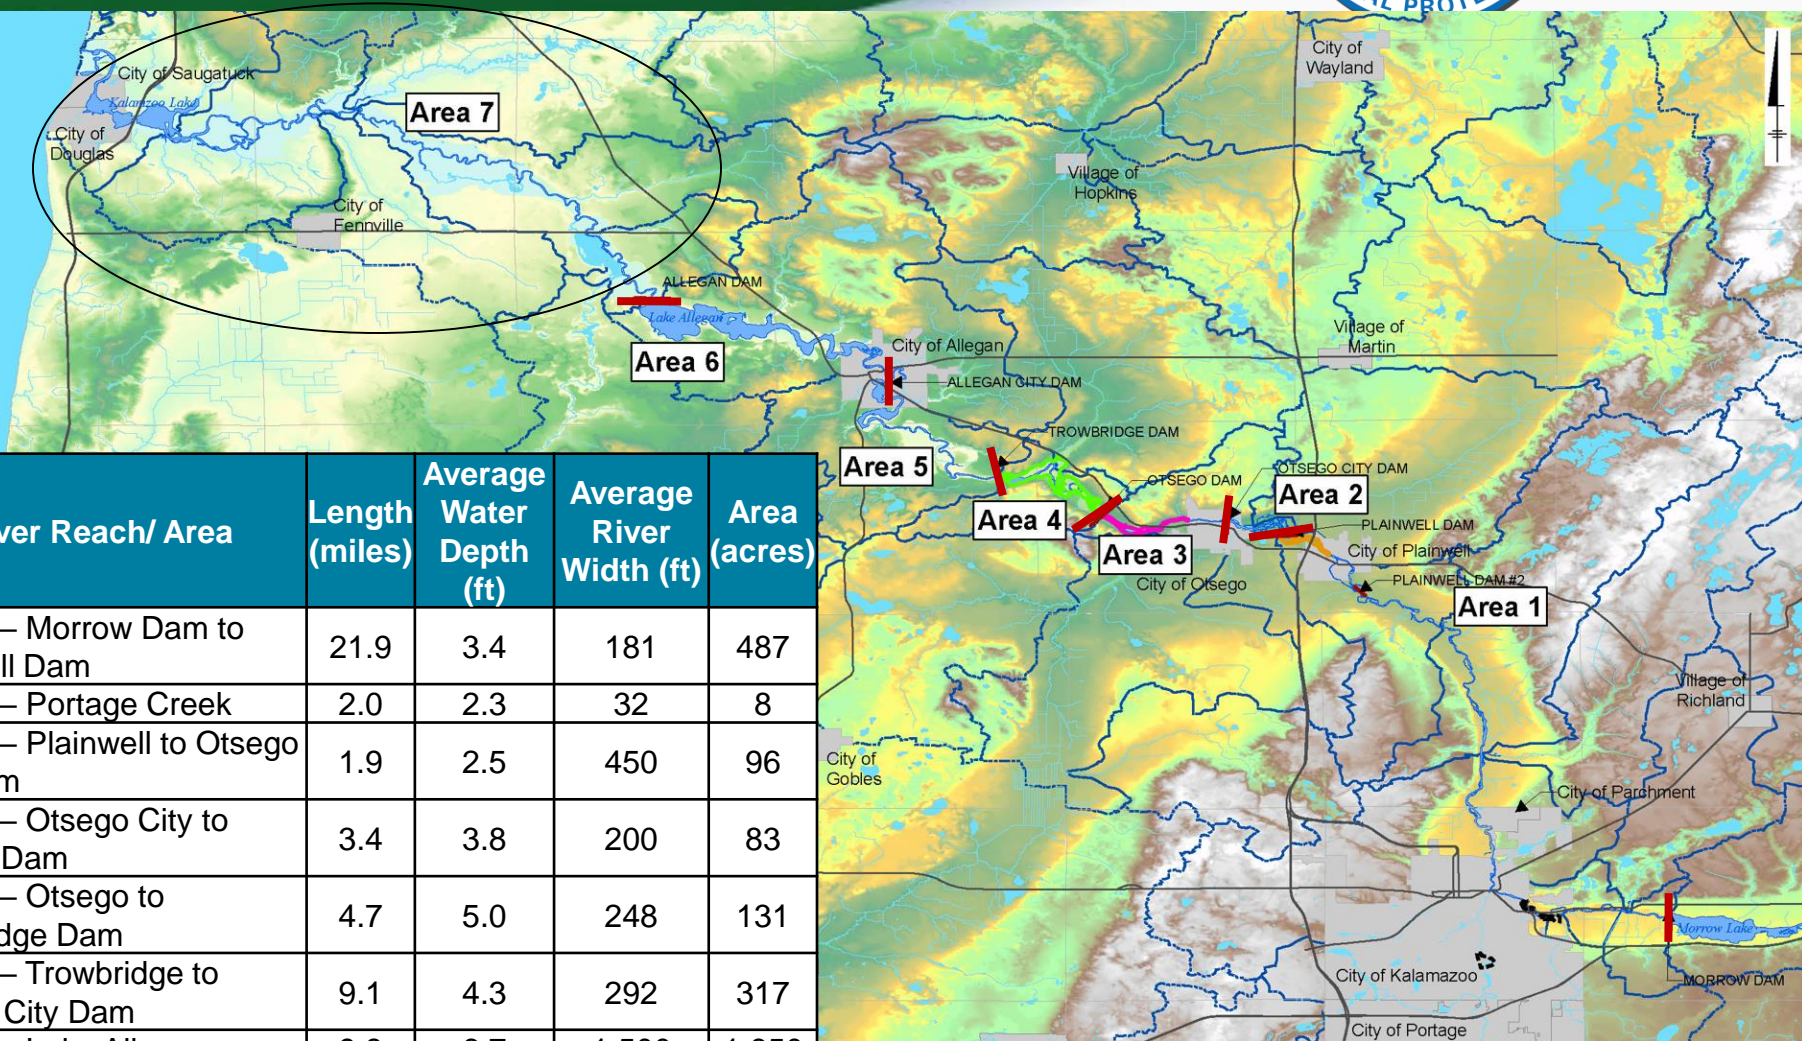 City of
Wayland
City of Saugatuck
Kalamzoo Lake
Area 7
City of
Douglas
Village of
Hopkins
City of
Fennville
ALLEGAN DAM
Lake Allegan
Village of
Martin
City of Allegan
Area 6
ALLEGAN CITY DAM
TROWBRIDGE DAM
Area 5
OTSEGO CITY DAM
OTSEGO DAM
Area 2
Area 4
PLAINWELL DAM
Area 3
City of Plainwell
City of Otsego
PLAINWELL DAM #2
Area 1
Village of
Richland
City of
Gobles
City of Parchment
Morrow Lake
City of Kalamazoo
MORROW DAM
City of Portage
ver Reach/ Area Length (miles) Average Water Depth (ft) Average River Width (ft) Area (acres)
– Morrow Dam to
ll Dam 21.9 3.4 181 487
– Portage Creek 2.0 2.3 32 8
– Plainwell to Otsego
m 1.9 2.5 450 96
– Otsego City to
Dam 3.4 3.8 200 83
– Otsego to
dge Dam 4.7 5.0 248 131
– Trowbridge to
City Dam 9.1 4.3 292 317